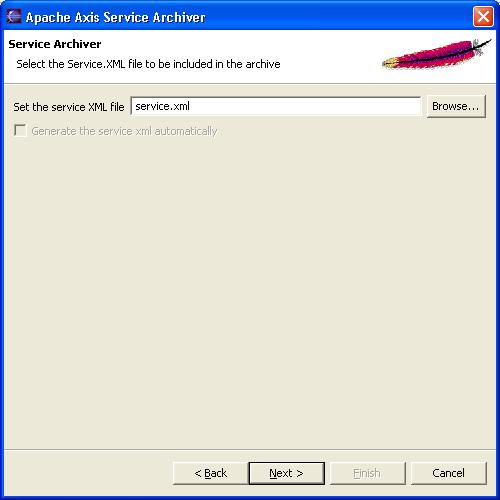 Apache Axis Service Archiver
Service Archiver
Select the Service.XML file to be included in the archive
Set the service XML file service.xml Browse...
Generate the service xml automatically
< Back Next > Finish Cancel